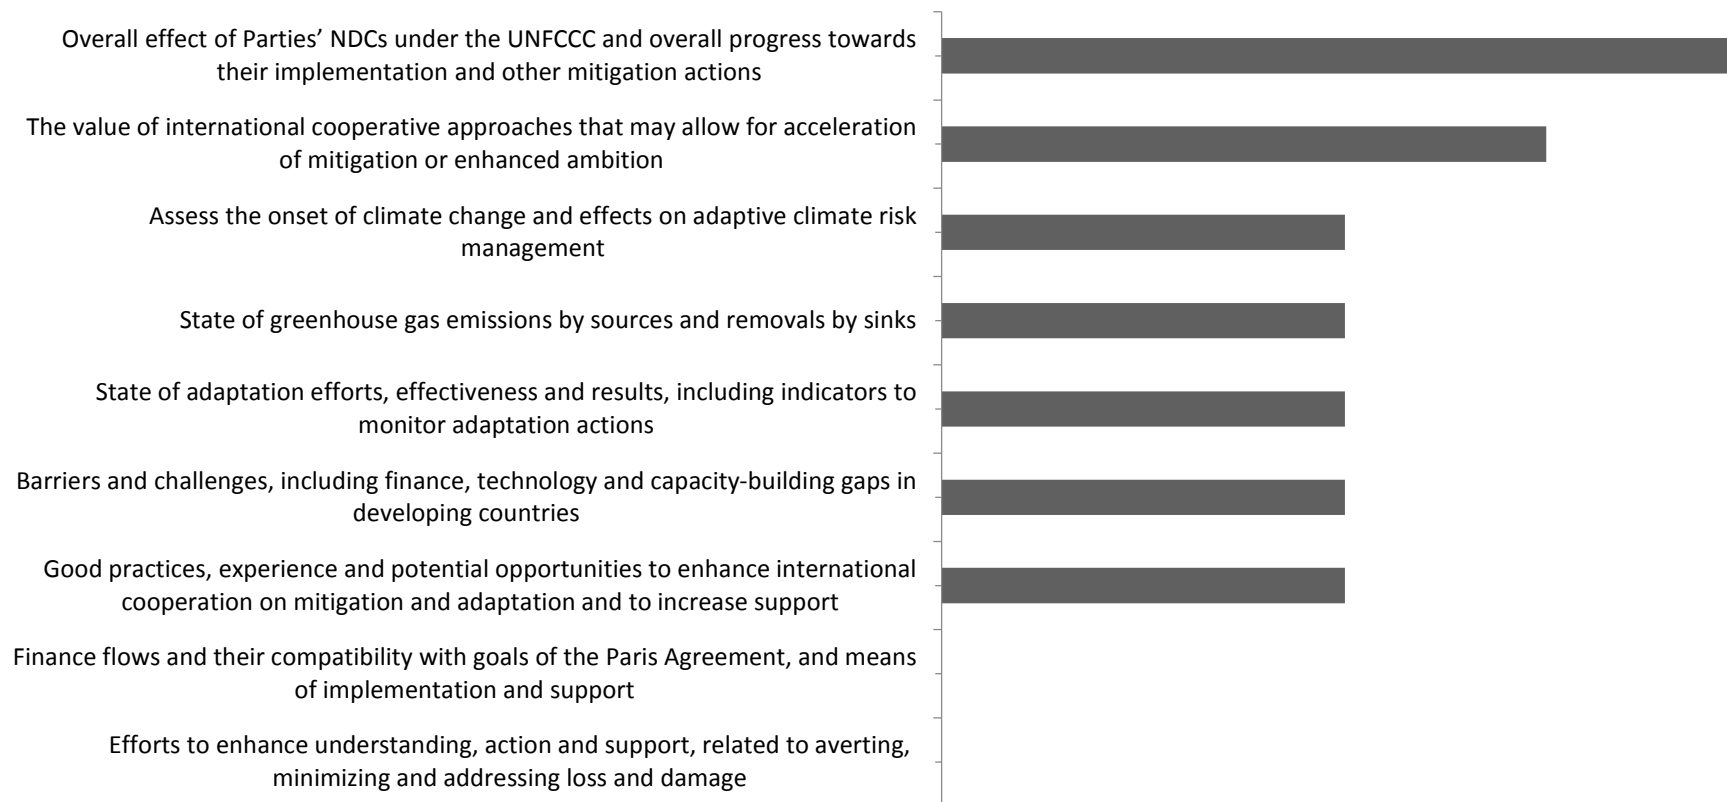 Overall effect of Parties’ NDCs under the UNFCCC and overall progress towards
their implementation and other mitigation actions
The value of international cooperative approaches that may allow for acceleration
of mitigation or enhanced ambition
Assess the onset of climate change and effects on adaptive climate risk
management
State of greenhouse gas emissions by sources and removals by sinks
State of adaptation efforts, effectiveness and results, including indicators to
monitor adaptation actions
Barriers and challenges, including finance, technology and capacity-building gaps in
developing countries
Good practices, experience and potential opportunities to enhance international
cooperation on mitigation and adaptation and to increase support
Finance flows and their compatibility with goals of the Paris Agreement, and means
of implementation and support
Efforts to enhance understanding, action and support, related to averting,
minimizing and addressing loss and damage